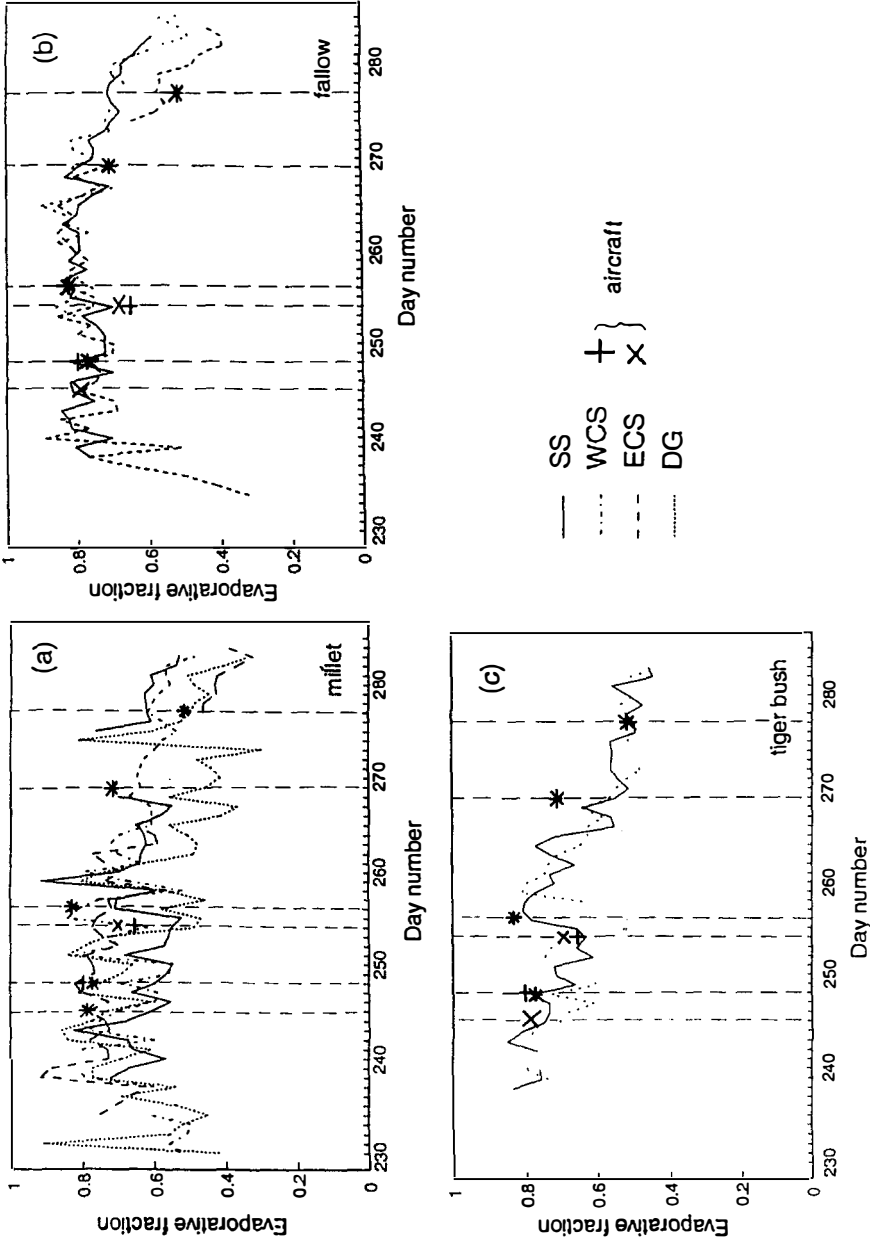 (a)
millet
Evaporative fraction
1
0.8
0.6
0.4
0.2
0
230
240
250
260
270
280
Day number
(b)
fallow
Evaporative fraction
1
0.8
0.6
0.4
0.2
0
230
240
250
260
270
280
Day number
(c)
tiger bush
Evaporative fraction
1
0.8
0.6
0.4
0.2
0
230
240
250
260
270
280
Day number
SS
WCS +
ECS × } aircraft
DG